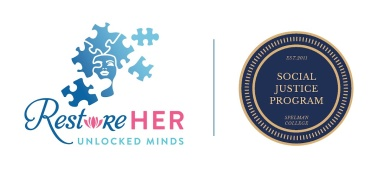 RestoreHER
UNLOCKED MINDS
EST.2011
SOCIAL
JUSTICE
PROGRAM
SPELMAN
COLLEGE